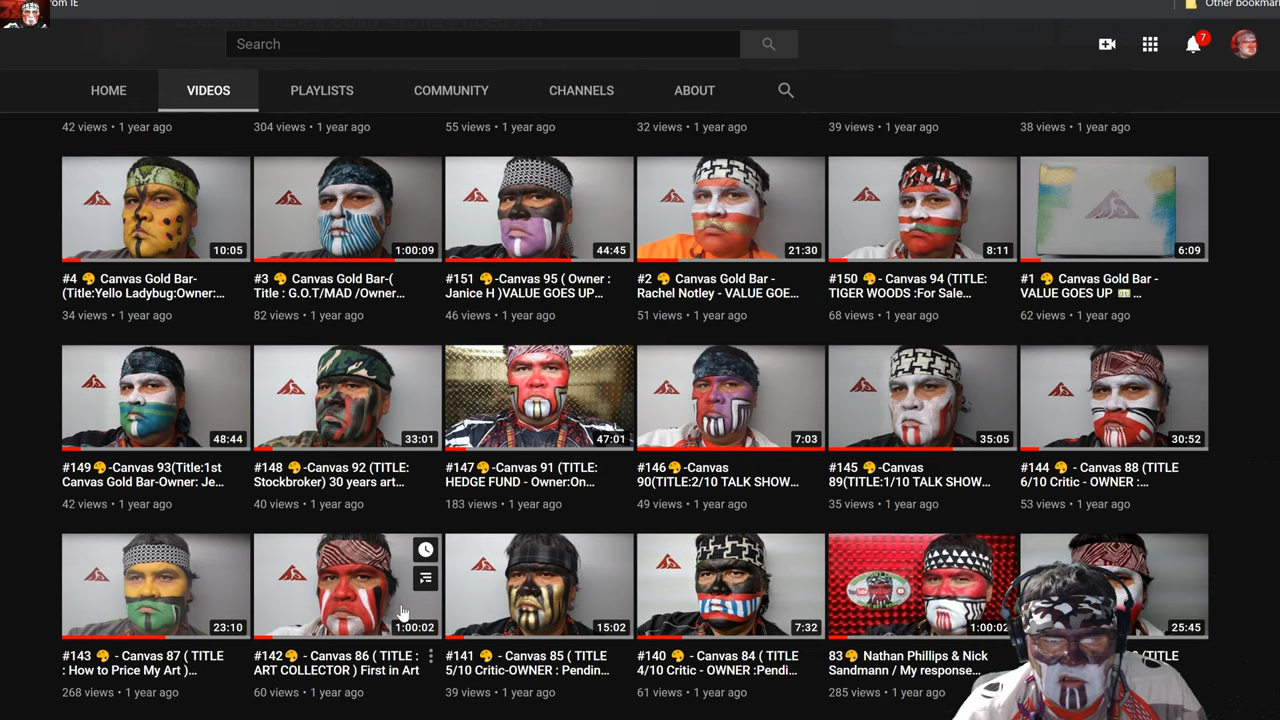 om IE
Other bookmar
Search
7
HOME
VIDEOS
PLAYLISTS
COMMUNITY
CHANNELS
ABOUT
42 views • 1 year ago
304 views • 1 year ago
55 views • 1 year ago
32 views • 1 year ago
39 views • 1 year ago
38 views • 1 year ago
10:05
1:00:09
44:45
21:30
8:11
6:09
#4 🎨 Canvas Gold Bar-
(Title:Yello Ladybug:Owner:...
34 views • 1 year ago
#3 🎨 Canvas Gold Bar-(
Title : G.O.T/MAD /Owner...
82 views • 1 year ago
#151 🎨-Canvas 95 ( Owner :
Janice H )VALUE GOES UP...
46 views • 1 year ago
#2 🎨 Canvas Gold Bar -
Rachel Notley - VALUE GOE...
51 views • 1 year ago
#150 🎨- Canvas 94 (TITLE:
TIGER WOODS :For Sale...
68 views • 1 year ago
#1 🎨 Canvas Gold Bar -
VALUE GOES UP 💵 ...
62 views • 1 year ago
48:44
33:01
47:01
7:03
35:05
30:52
#149🎨-Canvas 93(Title:1st
Canvas Gold Bar-Owner: Je...
42 views • 1 year ago
#148 🎨-Canvas 92 (TITLE:
Stockbroker) 30 years art...
40 views • 1 year ago
#147🎨-Canvas 91 (TITLE:
HEDGE FUND - Owner:On...
183 views • 1 year ago
#146🎨-Canvas
90(TITLE:2/10 TALK SHOW...
49 views • 1 year ago
#145 🎨-Canvas
89(TITLE:1/10 TALK SHOW...
35 views • 1 year ago
#144 🎨 - Canvas 88 (TITLE
6/10 Critic - OWNER :...
53 views • 1 year ago
23:10
1:00:02
15:02
7:32
1:00:02
25:45
#143 🎨 - Canvas 87 ( TITLE
: How to Price My Art )...
268 views • 1 year ago
#142🎨 - Canvas 86 ( TITLE :
ART COLLECTOR ) First in Art
60 views • 1 year ago
#141 🎨 - Canvas 85 ( TITLE
5/10 Critic-OWNER : Pendin...
39 views • 1 year ago
#140 🎨 - Canvas 84 ( TITLE
4/10 Critic - OWNER :Pendi...
61 views • 1 year ago
83🎨 Nathan Phillips & Nick
Sandmann / My response...
285 views • 1 year ago
TITLE